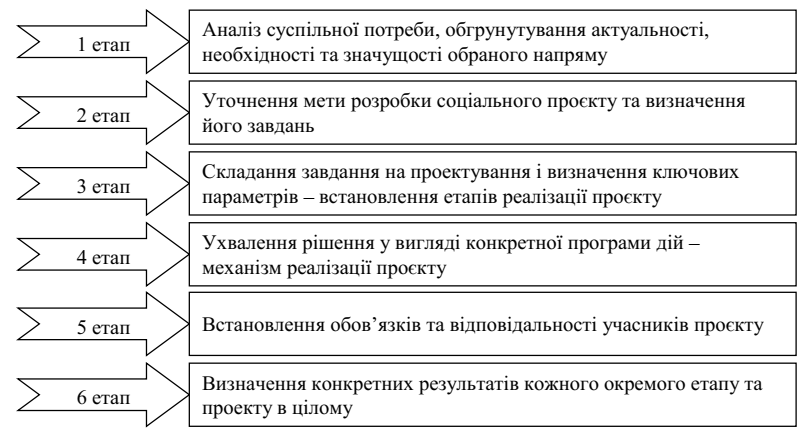 1 етап
Аналіз суспільної потреби, обгрунутування актуальності,
необхідності та значущості обраного напряму
2 етап
Уточнення мети розробки соціального проєкту та визначення
його завдань
3 етап
Складання завдання на проектування і визначення ключових
параметрів – встановлення етапів реалізації проєкту
4 етап
Ухвалення рішення у вигляді конкретної програми дій –
механізм реалізації проєкту
5 етап
Встановлення обов’язків та відповідальності учасників проєкту
6 етап
Визначення конкретних результатів кожного окремого етапу та
проекту в цілому